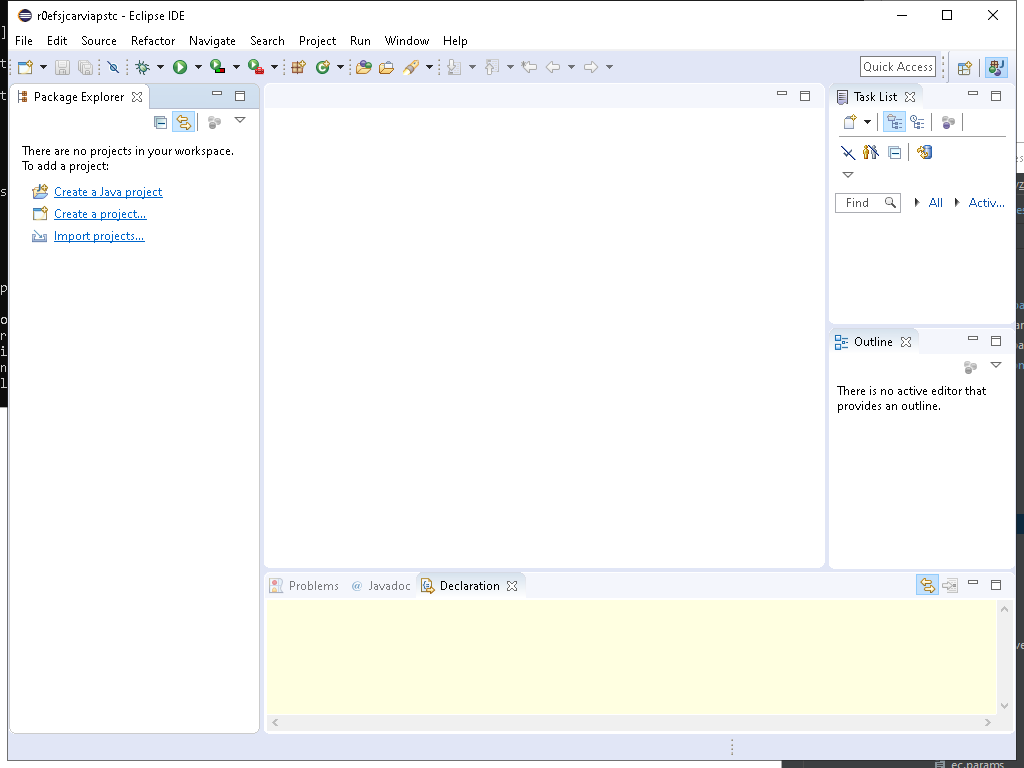 r0efsjcarviapstc - Eclipse IDE
File Edit Source Refactor Navigate Search Project Run Window Help
Quick Access
Package Explorer
There are no projects in your workspace.
To add a project:
Create a Java project
Create a project...
Import projects...
Task List
Find All Activ...
Outline
There is no active editor that
provides an outline.
Problems @ Javadoc Declaration
ec.params